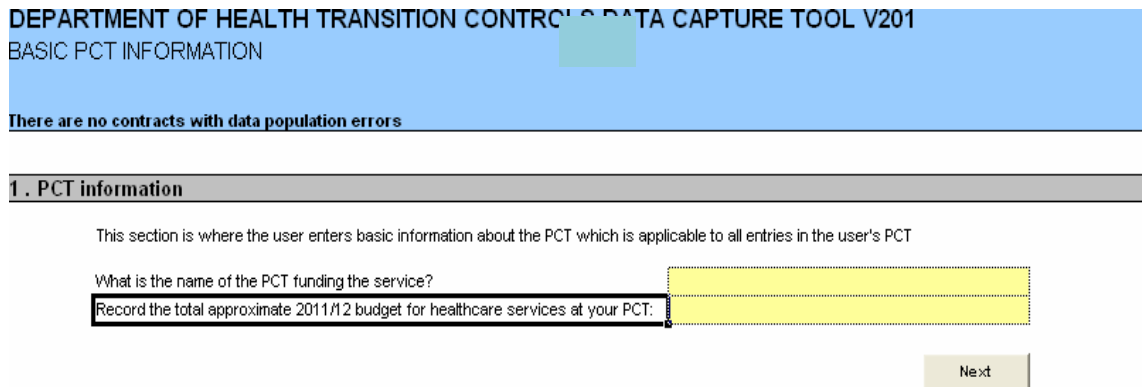 DEPARTMENT OF HEALTH TRANSITION CONTROLS DATA CAPTURE TOOL V201
BASIC PCT INFORMATION
There are no contracts with data population errors
1 . PCT information
This section is where the user enters basic information about the PCT which is applicable to all entries in the user's PCT
What is the name of the PCT funding the service?
Record the total approximate 2011/12 budget for healthcare services at your PCT:
Next